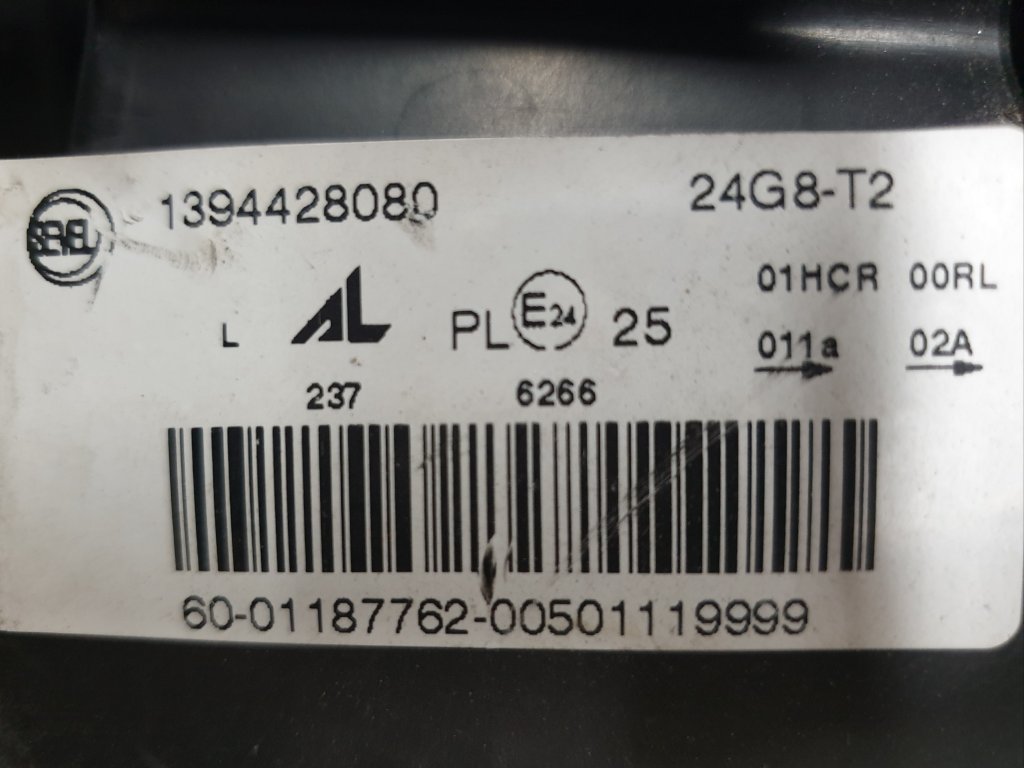 SEVEL 1394428080 24G8-T2
01HCR 00RL
L AL PL E24 25 011a 02A
237 6266
60-01187762-00501119999